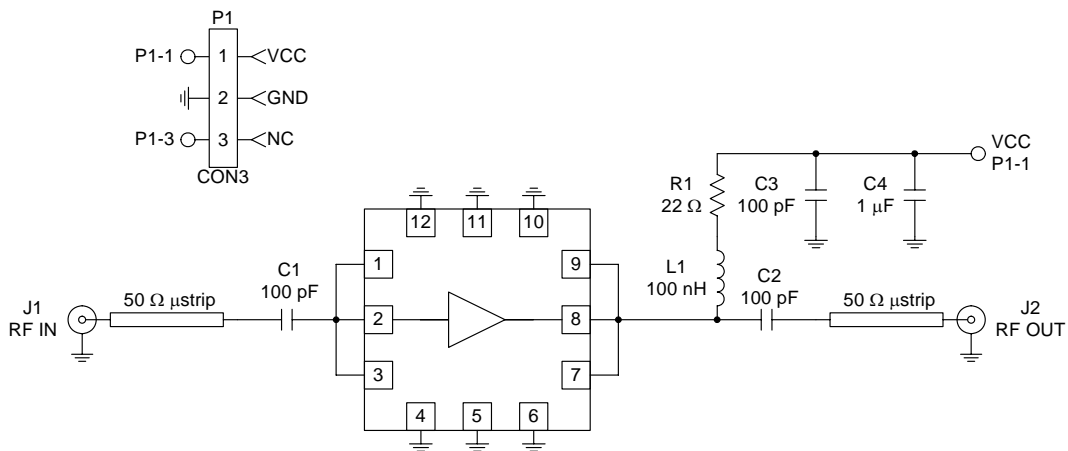 P1
P1-1
1
VCC
2
GND
P1-3
3
NC
CON3
VCC
P1-1
R1
22 Ω
C3
100 pF
C4
1 μF
12
11
10
1
9
C1
100 pF
L1
100 nH
C2
100 pF
J1
RF IN
50 Ω μstrip
2
8
50 Ω μstrip
J2
RF OUT
3
7
4
5
6